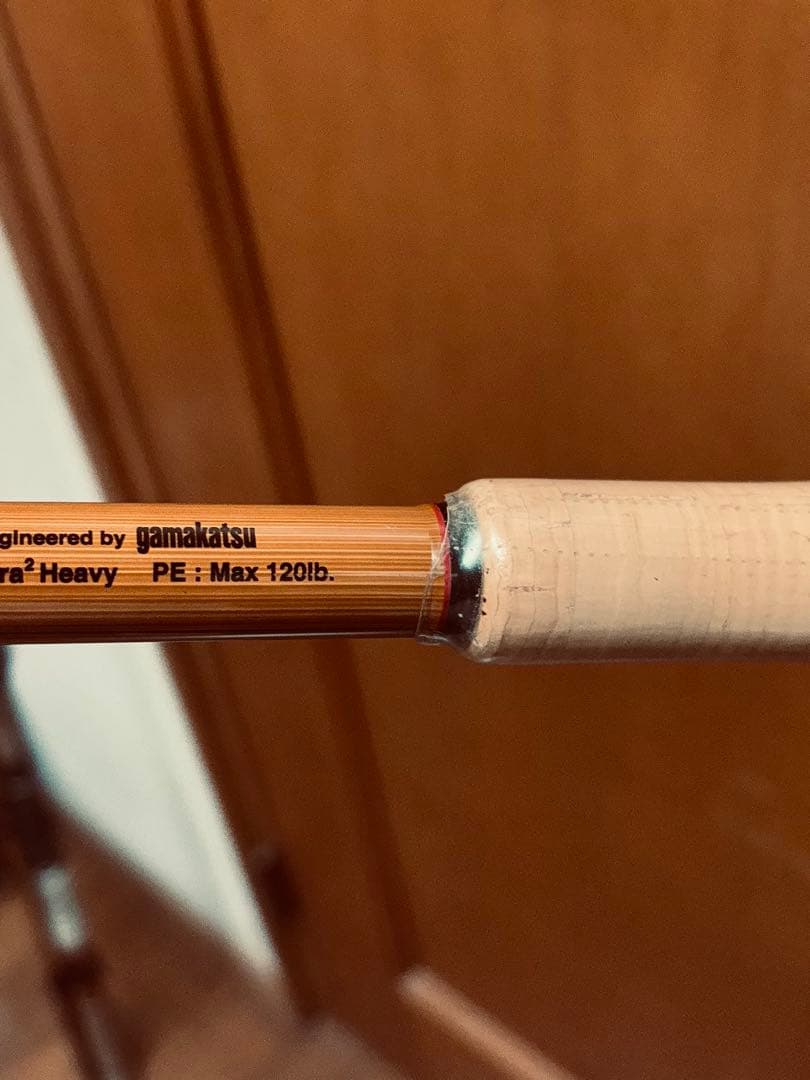 gineered by gamakatsu
ra² Heavy PE : Max 120lb.